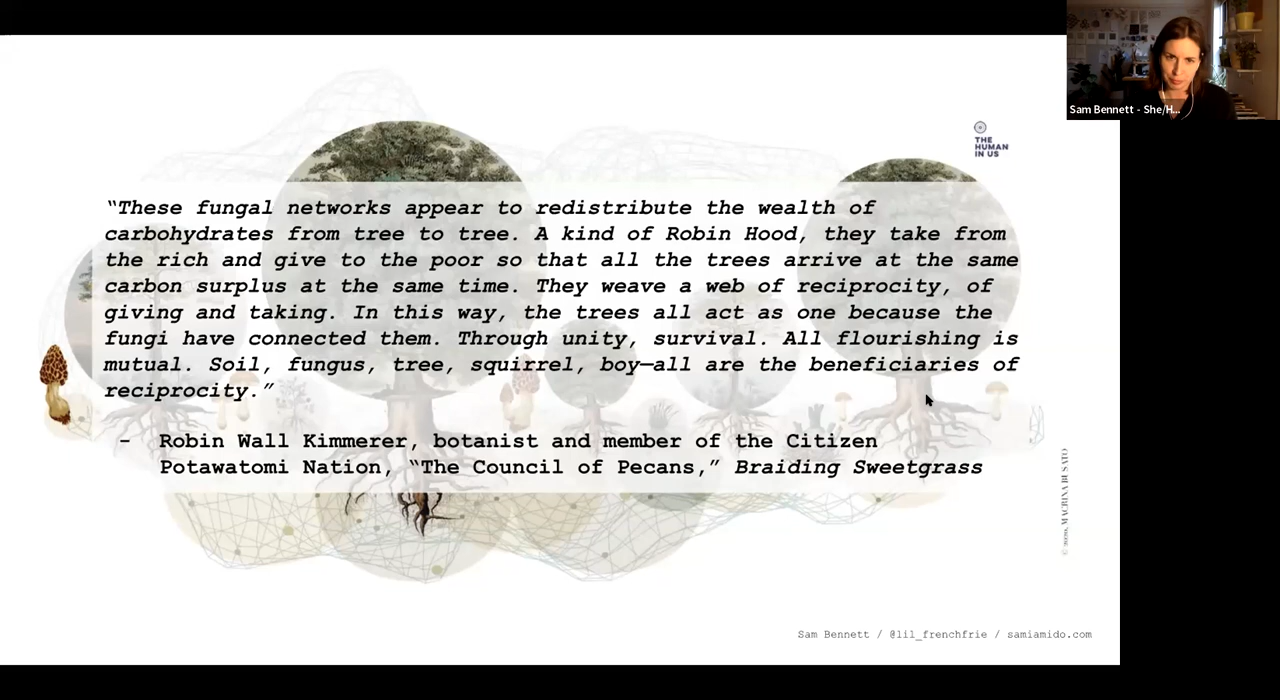 Sam Bennett - She/H...
THE
HUMAN
IN US
“These fungal networks appear to redistribute the wealth of
carbohydrates from tree to tree. A kind of Robin Hood, they take from
the rich and give to the poor so that all the trees arrive at the same
carbon surplus at the same time. They weave a web of reciprocity, of
giving and taking. In this way, the trees all act as one because the
fungi have connected them. Through unity, survival. All flourishing is
mutual. Soil, fungus, tree, squirrel, boy—all are the beneficiaries of
reciprocity.”
- Robin Wall Kimmerer, botanist and member of the Citizen
Potawatomi Nation, “The Council of Pecans,” Braiding Sweetgrass
© 2020, MACRINA BUSATO
Sam Bennett / @lil_frenchfrie / samiamido.com